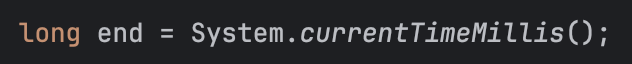 long end = System.currentTimeMillis();